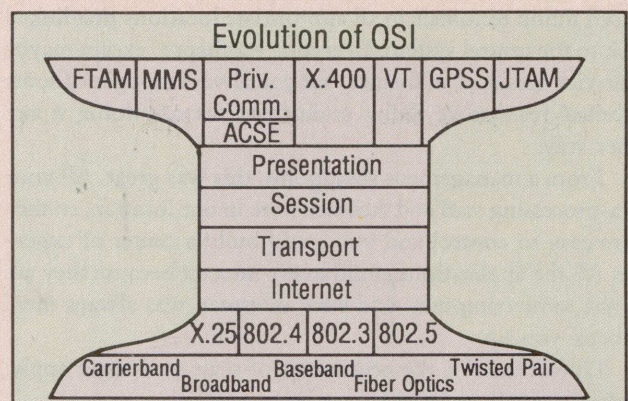 Evolution of OSI
FTAM MMS Priv. Comm. X.400 VT GPSS JTAM
ACSE
Presentation
Session
Transport
Internet
X.25 802.4 802.3 802.5
Carrierband Baseband Twisted Pair
Broadband Fiber Optics